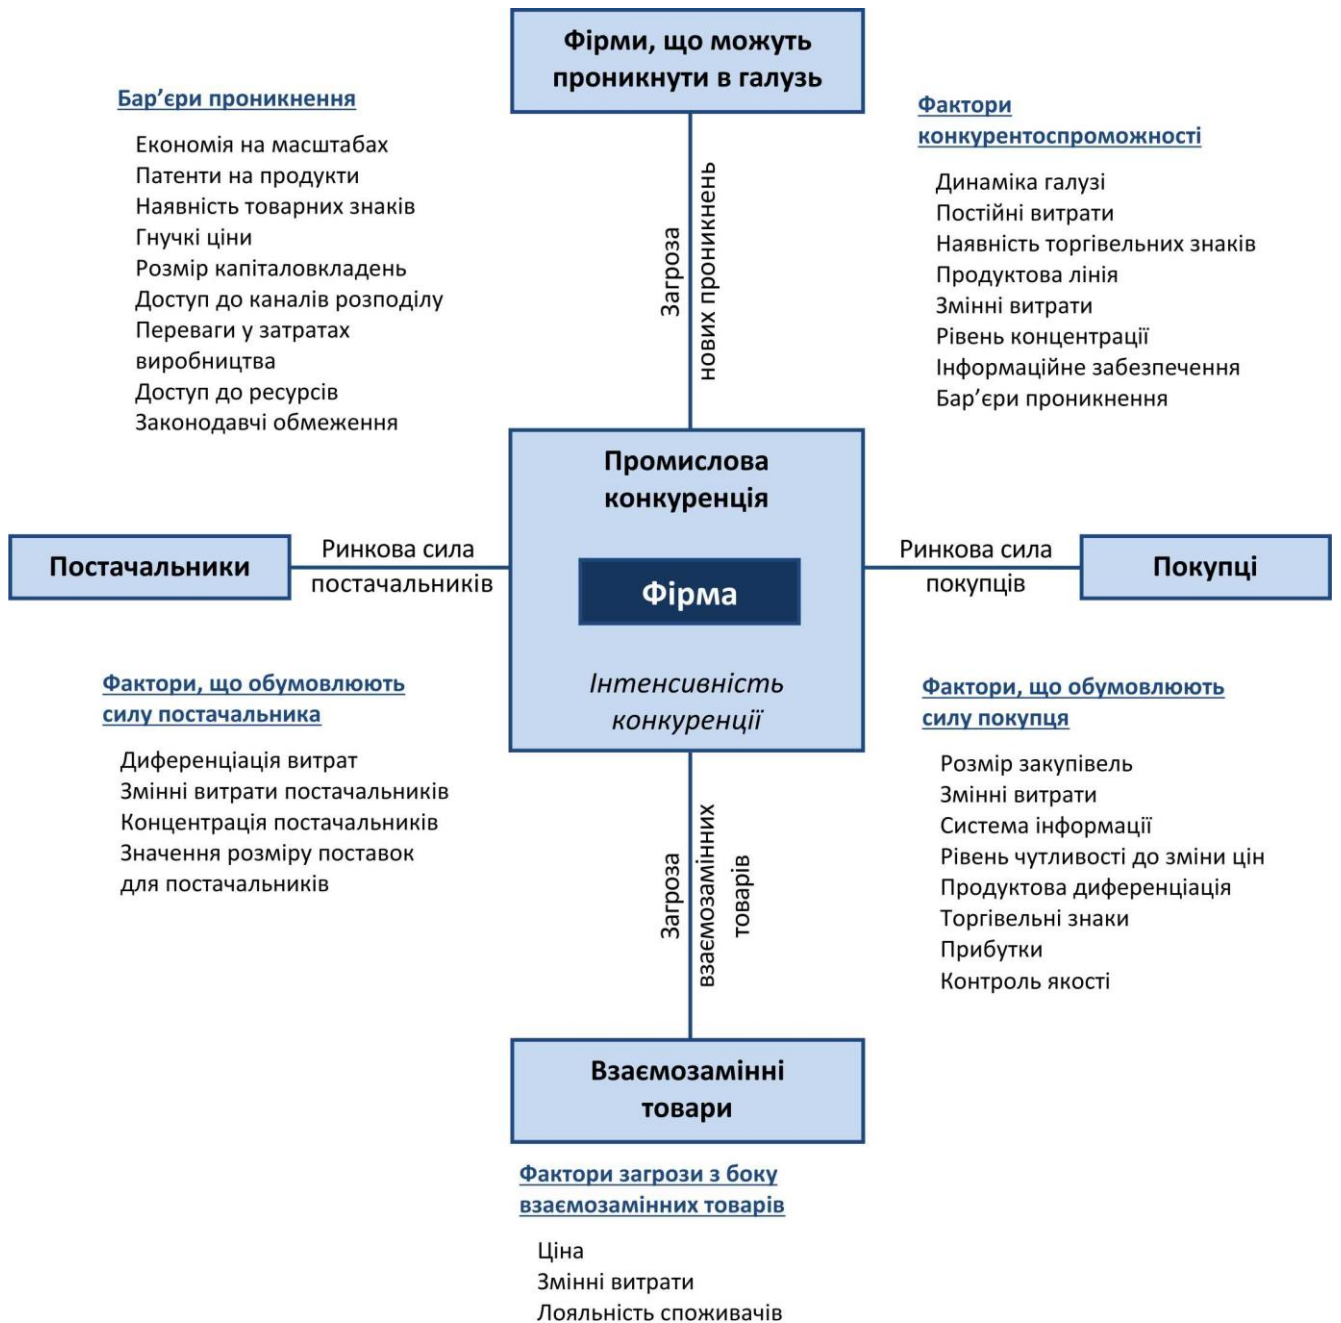 Фірми, що можуть
проникнути в галузь
Бар’єри проникнення
Економія на масштабах
Патенти на продукти
Наявність товарних знаків
Гнучкі ціни
Розмір капіталовкладень
Доступ до каналів розподілу
Переваги у затратах
виробництва
Доступ до ресурсів
Законодавчі обмеження
Загроза
нових проникнень
Фактори
конкурентоспроможності
Динаміка галузі
Постійні витрати
Наявність торгівельних знаків
Продуктова лінія
Змінні витрати
Рівень концентрації
Інформаційне забезпечення
Бар’єри проникнення
Постачальники
Ринкова сила
постачальників
Промислова
конкуренція
Фірма
Інтенсивність
конкуренції
Ринкова сила
покупців
Покупці
Фактори, що обумовлюють
силу постачальника
Диференціація витрат
Змінні витрати постачальників
Концентрація постачальників
Значення розміру поставок
для постачальників
Загроза
взаємозамінних
товарів
Фактори, що обумовлюють
силу покупця
Розмір закупівель
Змінні витрати
Система інформації
Рівень чутливості до зміни цін
Продуктова диференціація
Торгівельні знаки
Прибутки
Контроль якості
Взаємозамінні
товари
Фактори загрози з боку
взаємозамінних товарів
Ціна
Змінні витрати
Лояльність споживачів